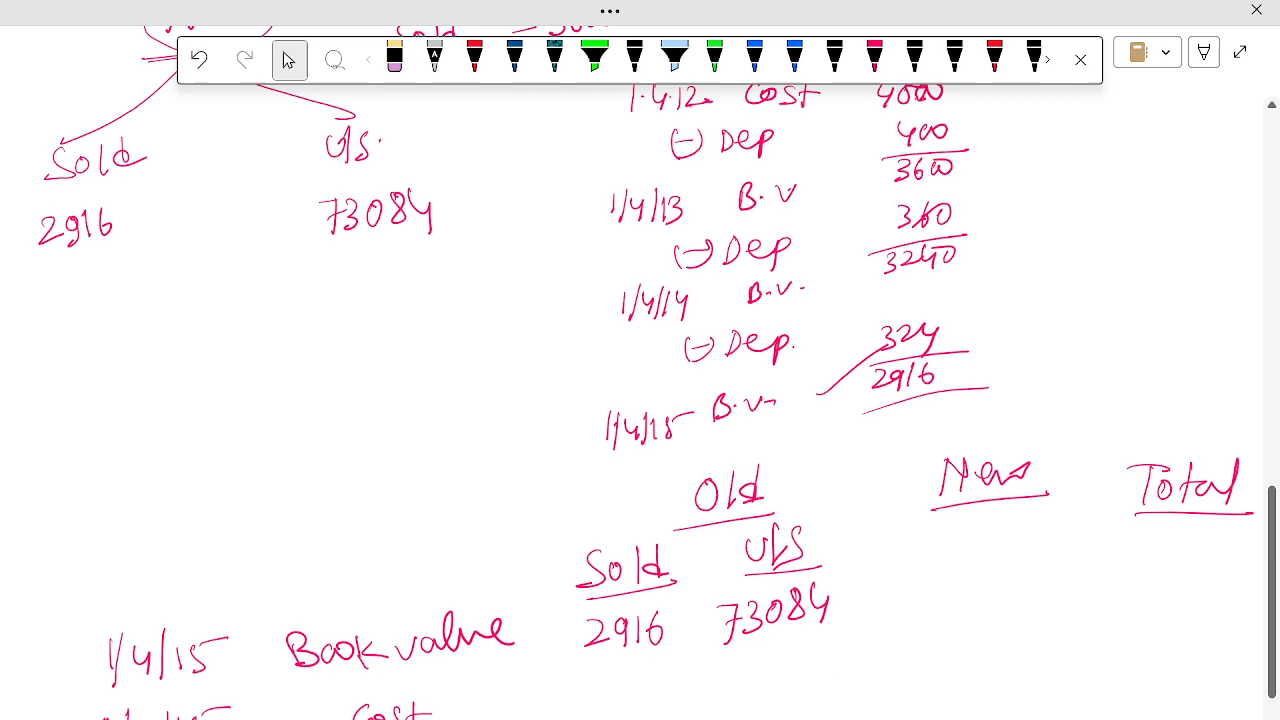 1.4.12 Cost 4000
(-) Dep 400
3600
Sold U/S.
1/4/13 B.V 360
2916 73084
(-) Dep 3240
1/4/14 B.V.
(-) Dep. 324
2916
1/4/15 B.V
Old New Total
Sold U/S
1/4/15 Book value 2916 73084
Cost